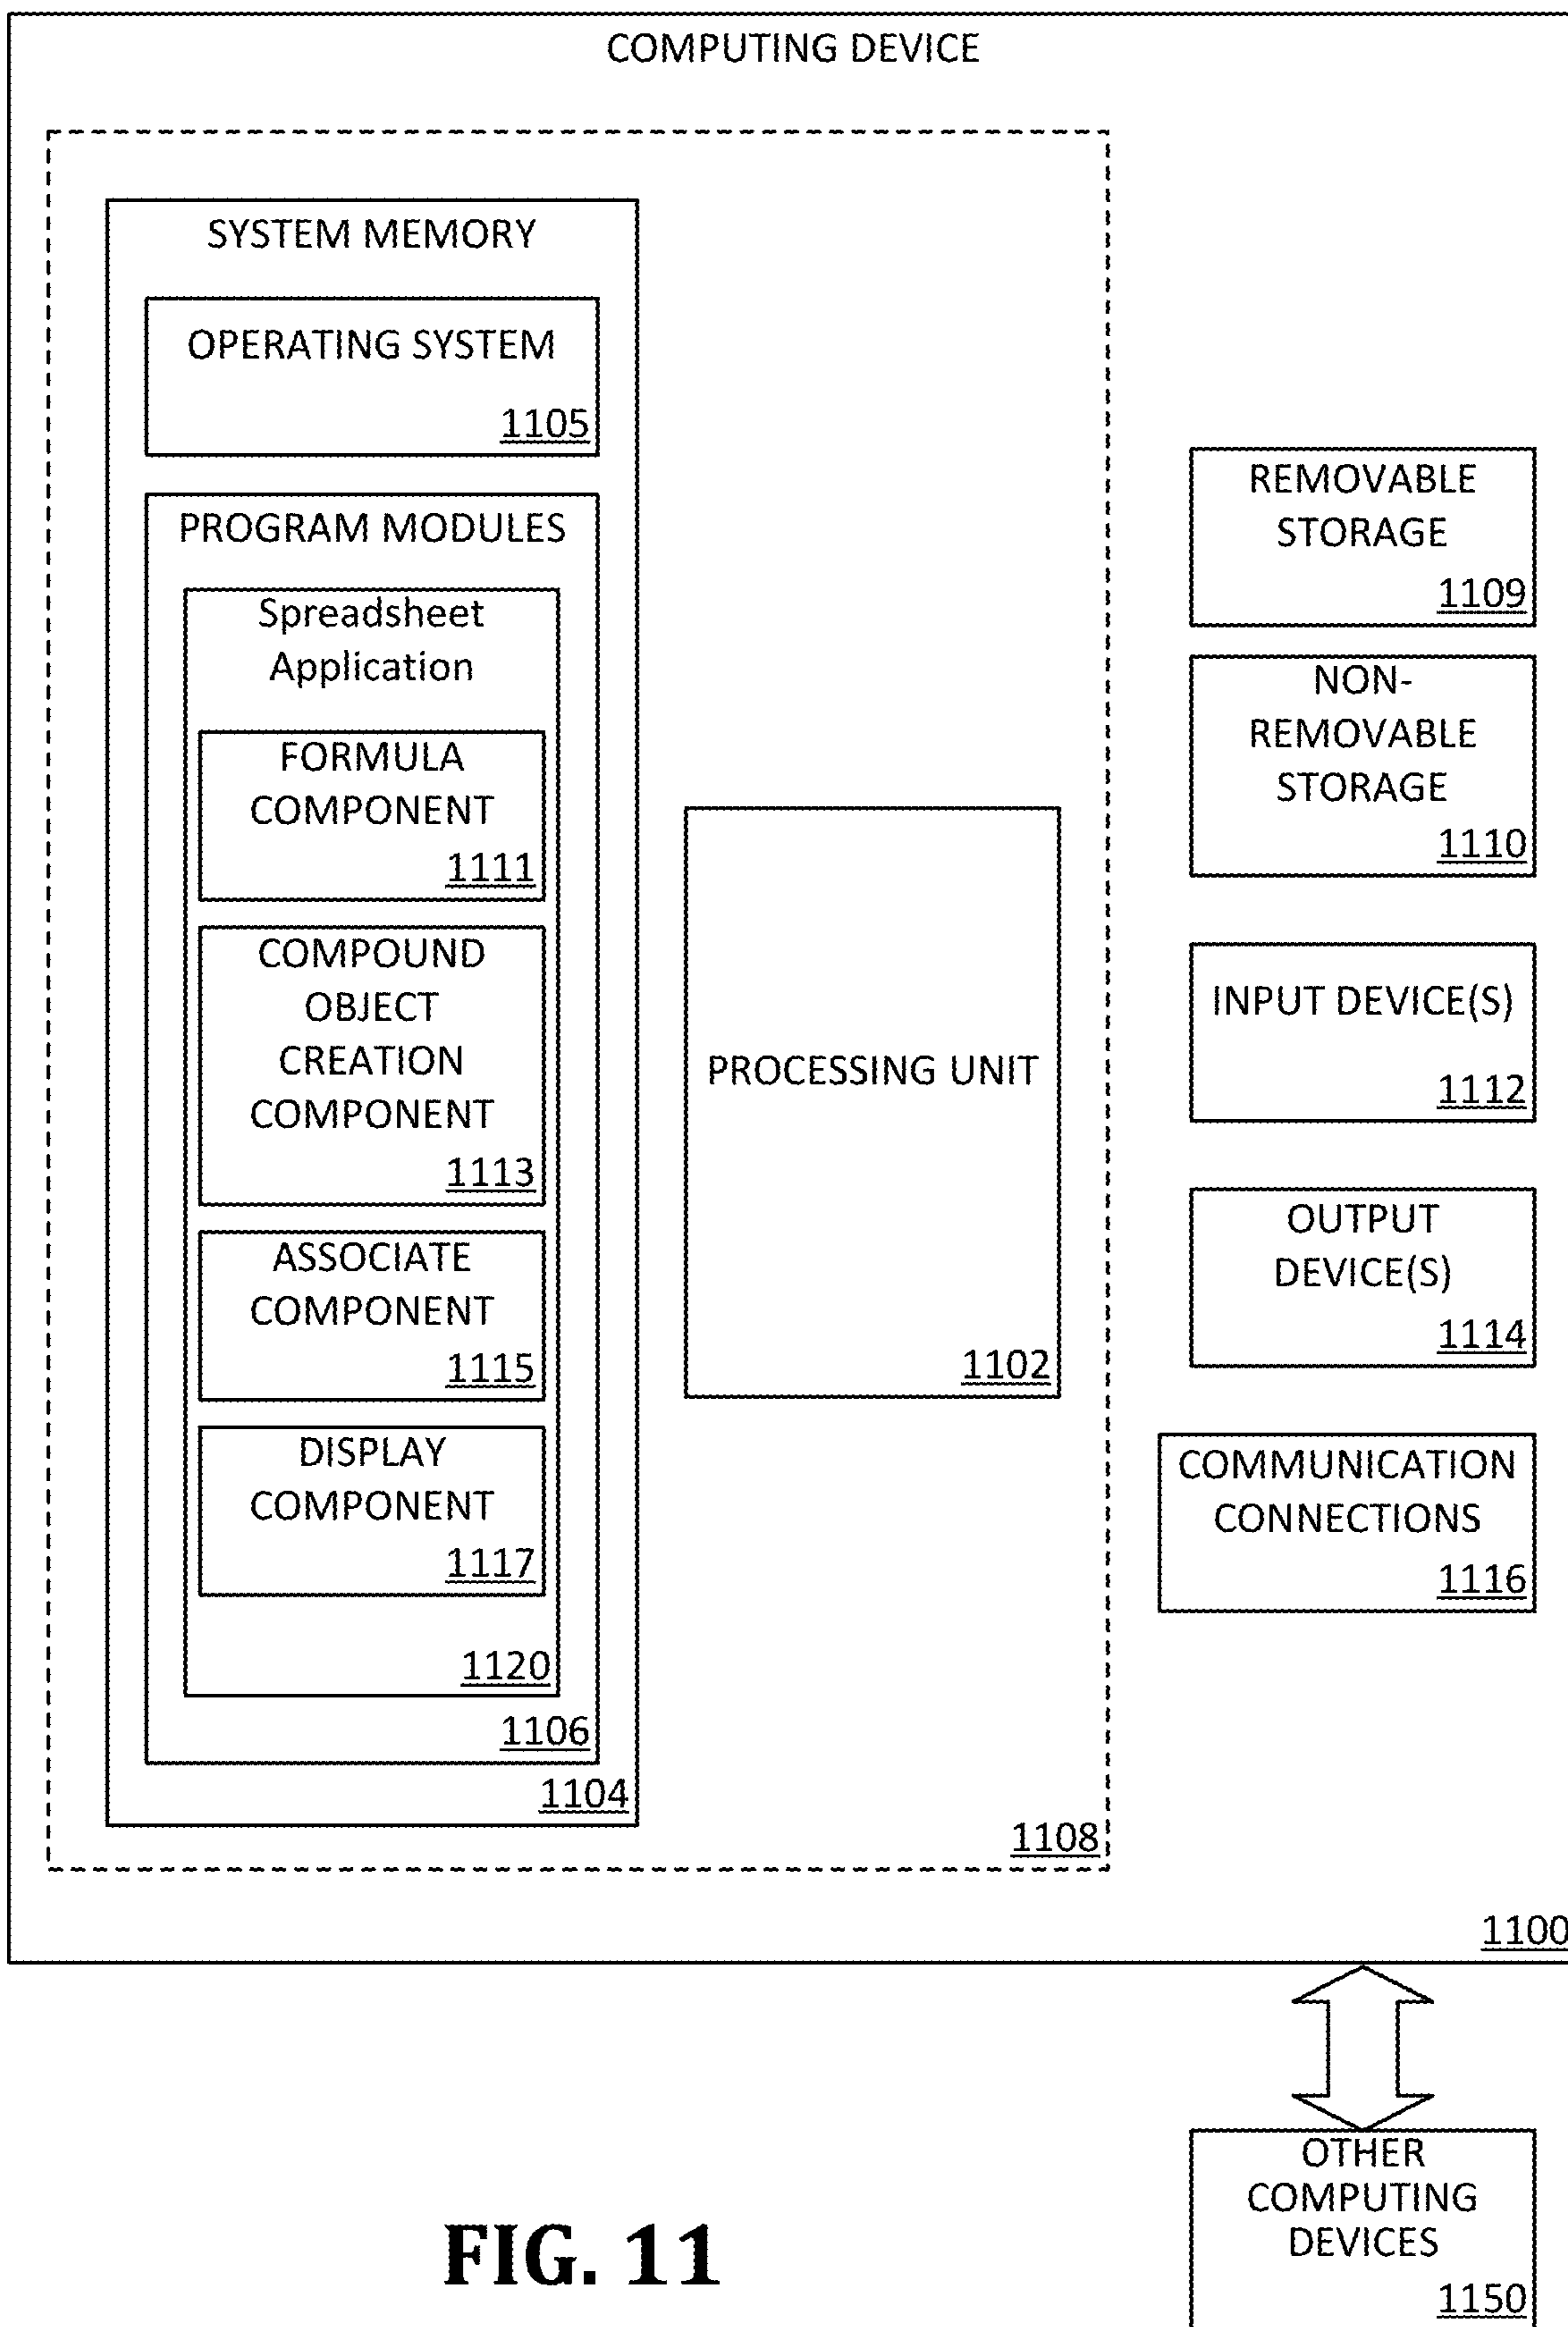 COMPUTING DEVICE
SYSTEM MEMORY
OPERATING SYSTEM
1105
PROGRAM MODULES
Spreadsheet
Application
FORMULA
COMPONENT
1111
COMPOUND
OBJECT
CREATION
COMPONENT
1113
ASSOCIATE
COMPONENT
1115
DISPLAY
COMPONENT
1117
1120
1106
1104
PROCESSING UNIT
1102
1108
REMOVABLE
STORAGE
1109
NON-
REMOVABLE
STORAGE
1110
INPUT DEVICE(S)
1112
OUTPUT
DEVICE(S)
1114
COMMUNICATION
CONNECTIONS
1116
1100
OTHER
COMPUTING
DEVICES
1150
FIG. 11